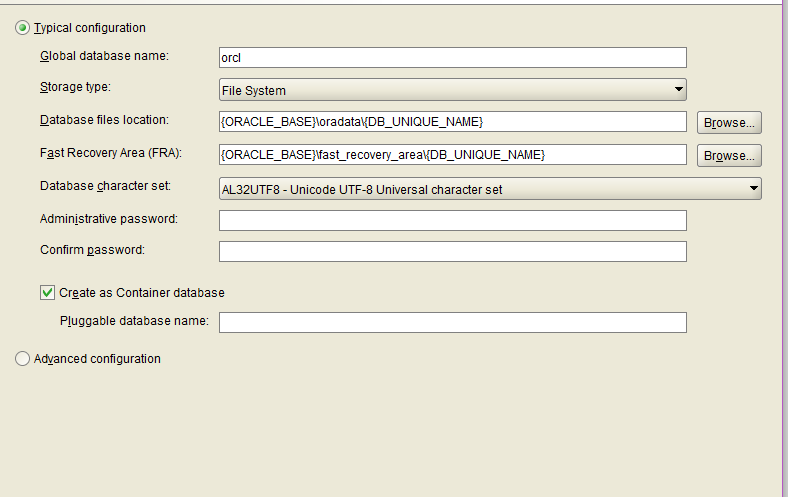 Typical configuration
Global database name: orcl
Storage type: File System
Database files location: {ORACLE_BASE}\oradata\{DB_UNIQUE_NAME} Browse...
Fast Recovery Area (FRA): {ORACLE_BASE}\fast_recovery_area\{DB_UNIQUE_NAME} Browse...
Database character set: AL32UTF8 - Unicode UTF-8 Universal character set
Administrative password:
Confirm password:
Create as Container database
Pluggable database name:
Advanced configuration